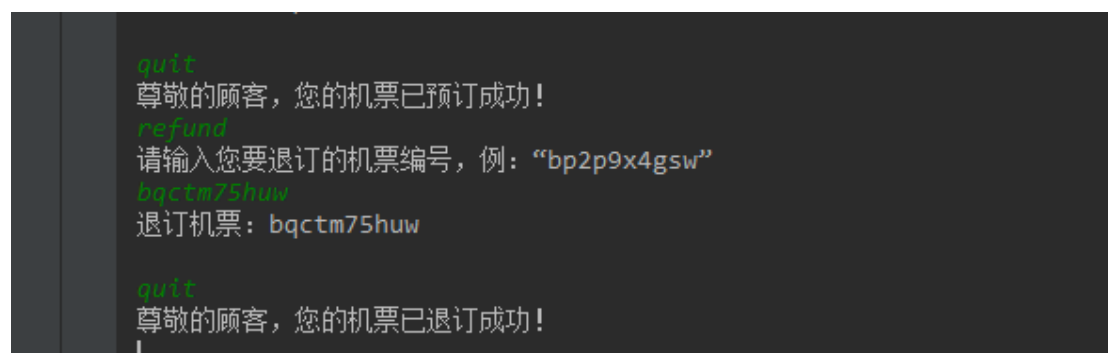 quit
尊敬的顾客，您的机票已预订成功！
refund
请输入您要退订的机票编号，例：“bp2p9x4gsw”
bqctm75huw
退订机票：bqctm75huw
quit
尊敬的顾客，您的机票已退订成功！